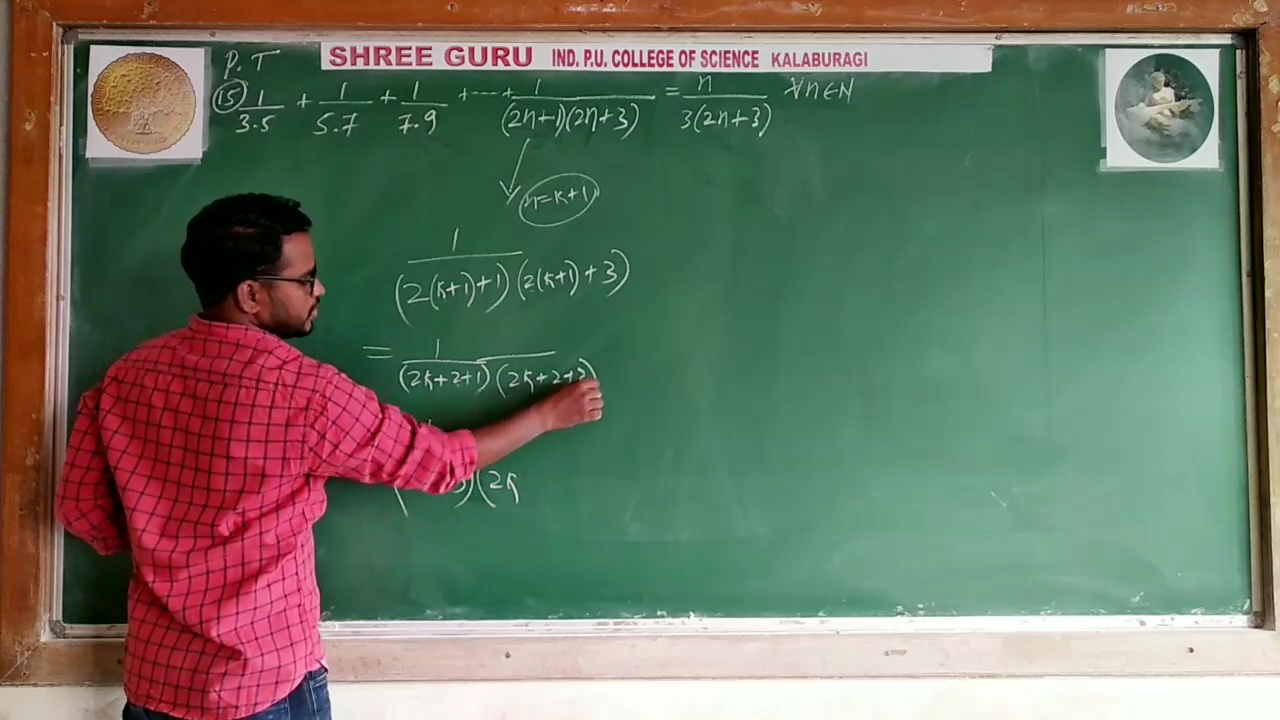 SHREE GURU IND. P.U. COLLEGE OF SCIENCE KALABURAGI
P.T
(15) 1/3.5 + 1/5.7 + 1/7.9 + ---- + 1/(2n+1)(2n+3) = n/3(2n+3) ∀n∈N
n=k+1
1/(2(k+1)+1)(2(k+1)+3)
= 1/(2k+2+1)(2k+2+3)
(2k